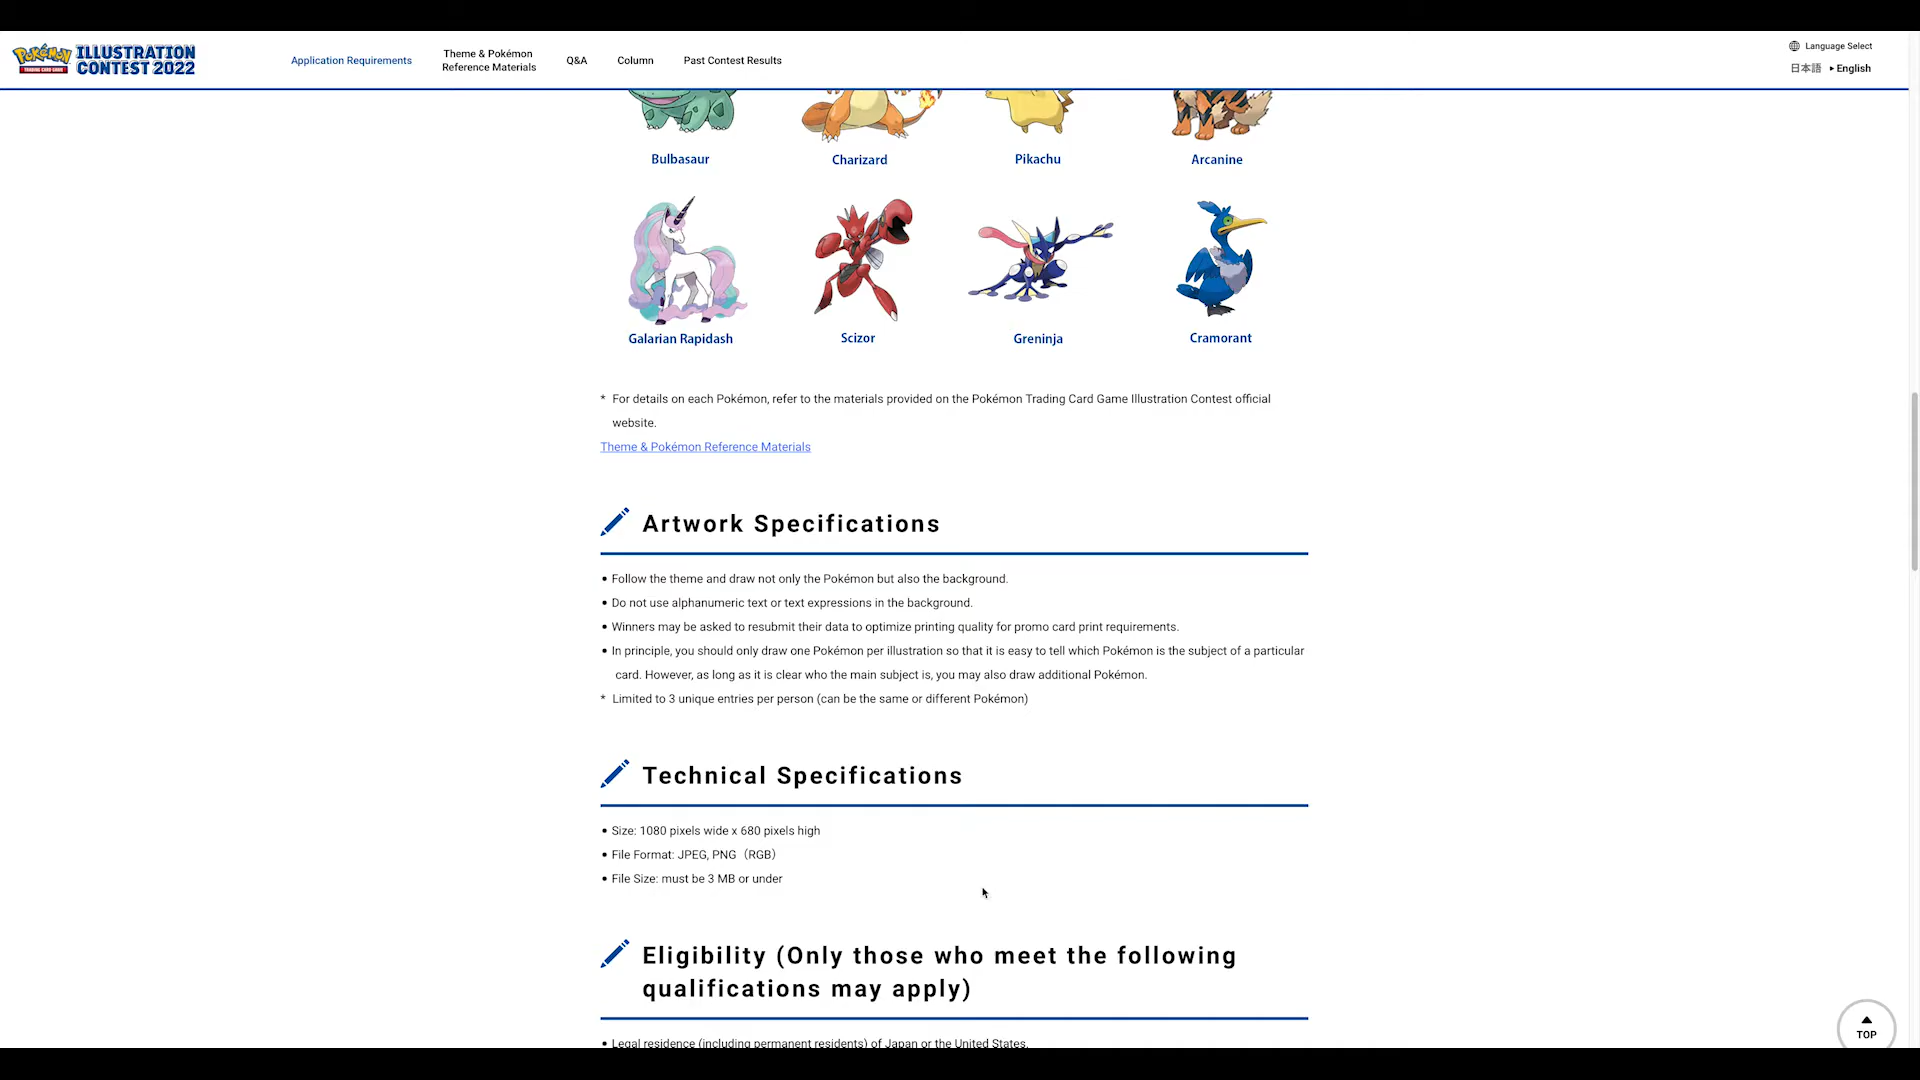 Pokémon
TRADING CARD GAME
ILLUSTRATION
CONTEST 2022
Application Requirements
Theme & Pokémon
Reference Materials
Q&A
Column
Past Contest Results
Language Select
日本語 ▸ English
Bulbasaur
Charizard
Pikachu
Arcanine
Galarian Rapidash
Scizor
Greninja
Cramorant
* For details on each Pokémon, refer to the materials provided on the Pokémon Trading Card Game Illustration Contest official
website.
Theme & Pokémon Reference Materials
Artwork Specifications
• Follow the theme and draw not only the Pokémon but also the background.
• Do not use alphanumeric text or text expressions in the background.
• Winners may be asked to resubmit their data to optimize printing quality for promo card print requirements.
• In principle, you should only draw one Pokémon per illustration so that it is easy to tell which Pokémon is the subject of a particular
card. However, as long as it is clear who the main subject is, you may also draw additional Pokémon.
* Limited to 3 unique entries per person (can be the same or different Pokémon)
Technical Specifications
• Size: 1080 pixels wide x 680 pixels high
• File Format: JPEG, PNG（RGB）
• File Size: must be 3 MB or under
Eligibility (Only those who meet the following
qualifications may apply)
• Legal residence (including permanent residents) of Japan or the United States.
TOP